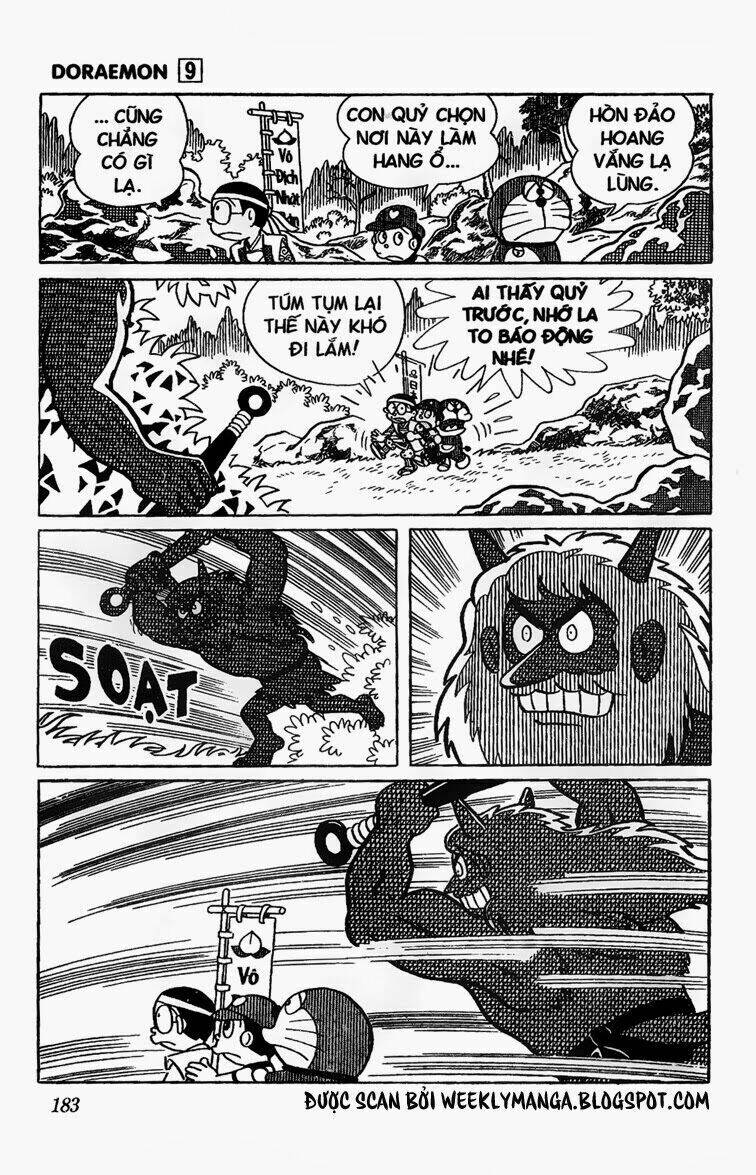 DORAEMON 9
... CŨNG
CHẲNG
CÓ GÌ
LẠ.
Vô
Địch
Nhất
CON QUỶ CHỌN
NƠI NÀY LÀM
HANG Ổ...
HÒN ĐẢO
HOANG
VẮNG LẠ
LÙNG.
TÚM TỤM LẠI
THẾ NÀY KHÓ
ĐI LẮM!
AI THẤY QUỶ
TRƯỚC, NHỚ LA
TO BÁO ĐỘNG
NHÉ!
SOẠT
Vô
183
ĐƯỢC SCAN BỞI WEEKLYMANGA.BLOGSPOT.COM